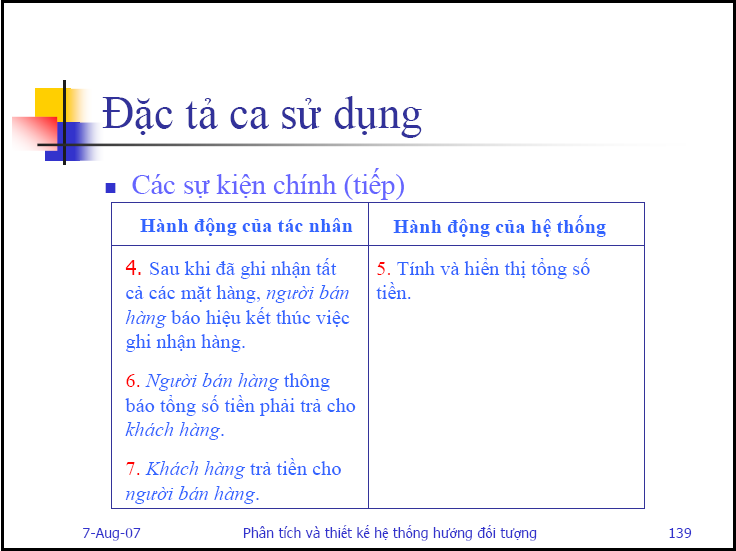 Đặc tả ca sử dụng
Các sự kiện chính (tiếp)
Hành động của tác nhân
Hành động của hệ thống
4. Sau khi đã ghi nhận tất
cả các mặt hàng, người bán
hàng báo hiệu kết thúc việc
ghi nhận hàng.
5. Tính và hiển thị tổng số
tiền.
6. Người bán hàng thông
báo tổng số tiền phải trả cho
khách hàng.
7. Khách hàng trả tiền cho
người bán hàng.
7-Aug-07
Phân tích và thiết kế hệ thống hướng đối tượng
139